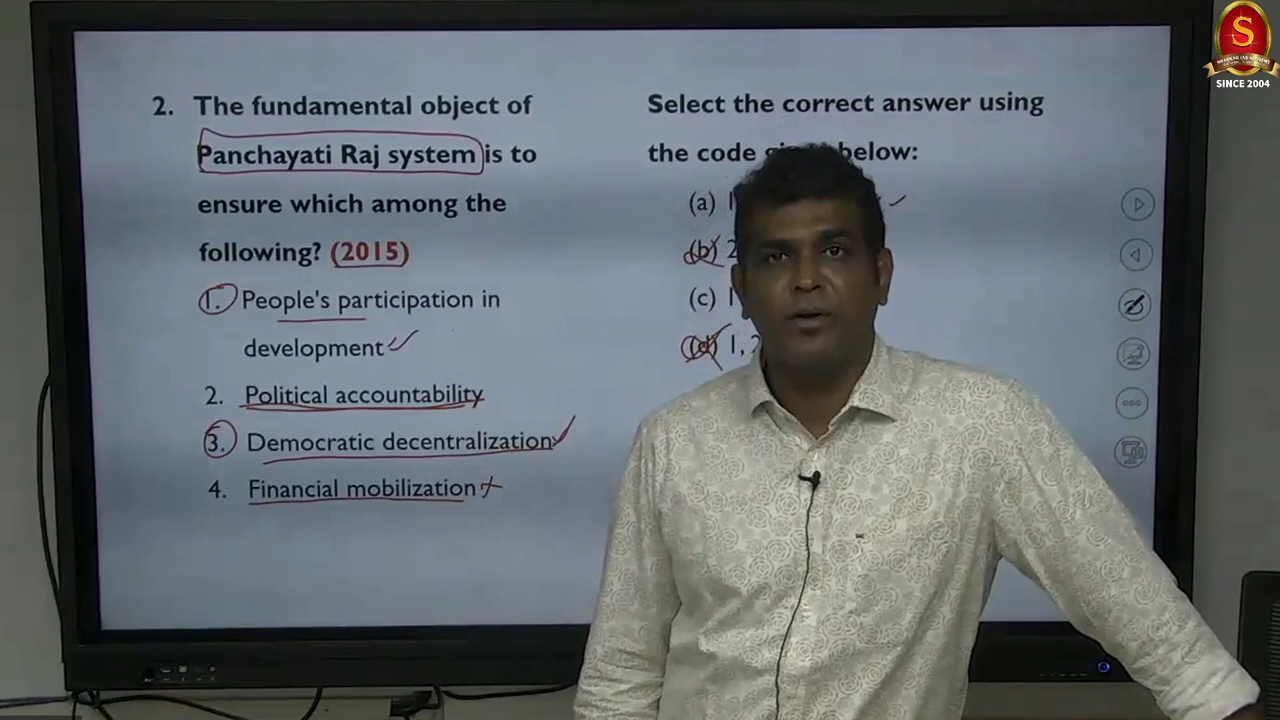 2. The fundamental object of
Panchayati Raj system is to
ensure which among the
following? (2015)
1. People's participation in
development
2. Political accountability
3. Democratic decentralization
4. Financial mobilization
Select the correct answer using
the code below:
(a)
(b) 2
(c)
(d) 1,
S
SINCE 2004